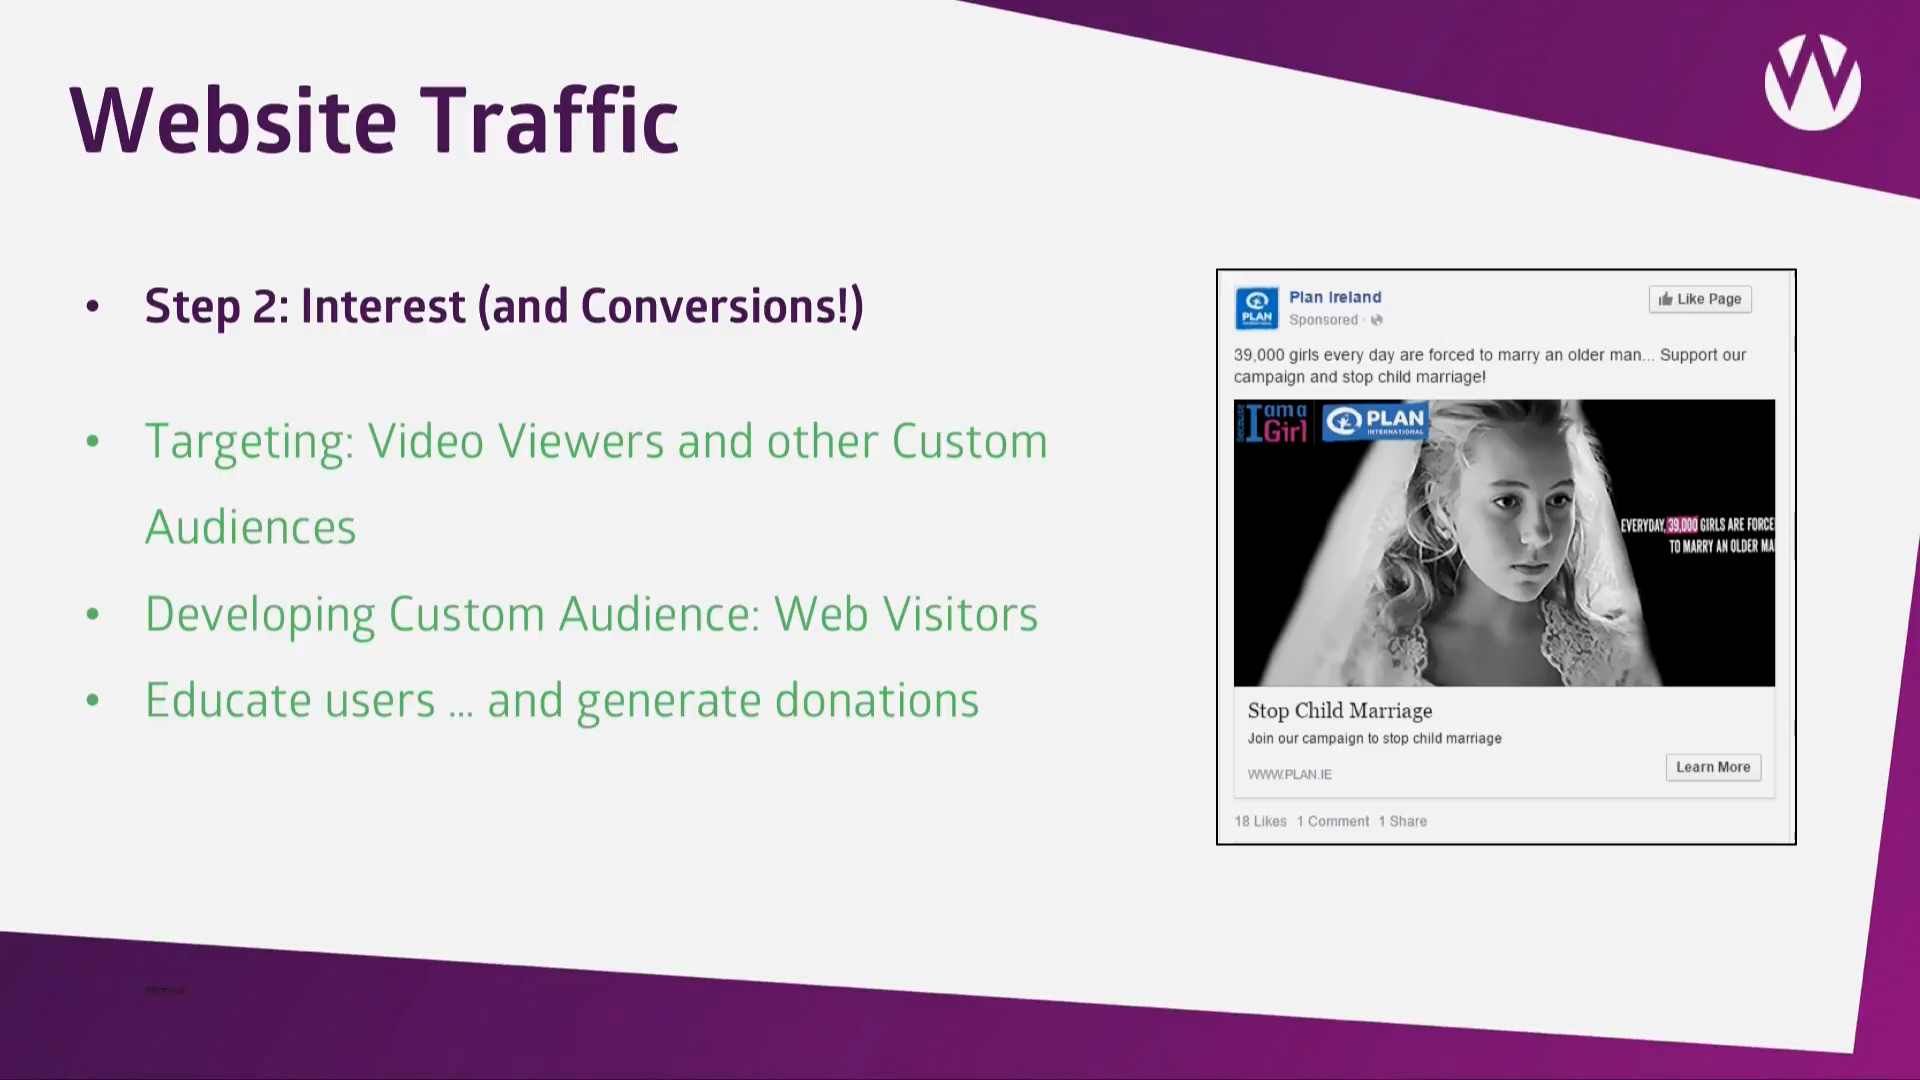 Website Traffic
• Step 2: Interest (and Conversions!)
• Targeting: Video Viewers and other Custom
Audiences
• Developing Custom Audience: Web Visitors
• Educate users ... and generate donations
W
PLAN
Plan Ireland
Sponsored ·
Like Page
39,000 girls every day are forced to marry an older man... Support our
campaign and stop child marriage!
because
I am a
Girl
PLAN
INTERNATIONAL
EVERYDAY, 39,000 GIRLS ARE FORCE
TO MARRY AN OLDER MA
Stop Child Marriage
Join our campaign to stop child marriage
WWW.PLAN.IE
Learn More
18 Likes 1 Comment 1 Share